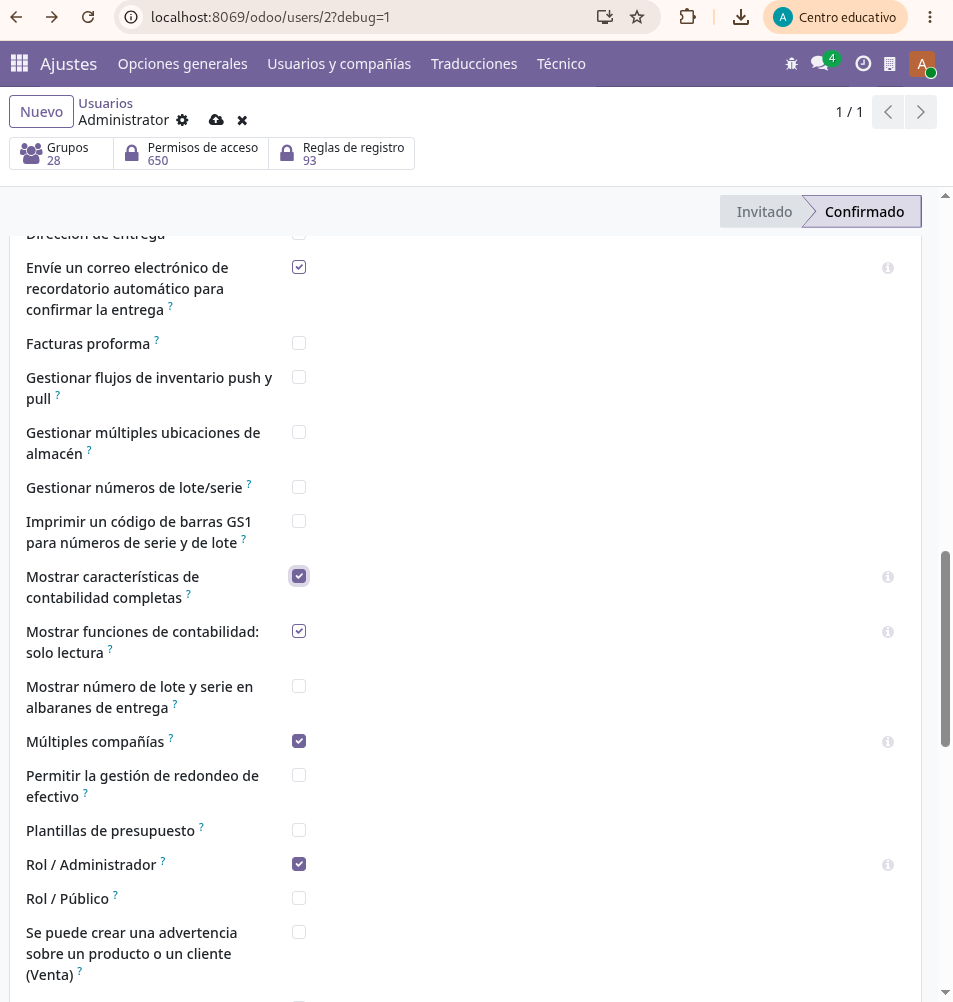 localhost:8069/odoo/users/2?debug=1
A Centro educativo
Ajustes Opciones generales Usuarios y compañías Traducciones Técnico 4 A
Nuevo
Usuarios
Administrator
1 / 1
Grupos
28
Permisos de acceso
650
Reglas de registro
93
Invitado Confirmado
Dirección de entrega
Envíe un correo electrónico de
recordatorio automático para
confirmar la entrega ?
Facturas proforma ?
Gestionar flujos de inventario push y
pull ?
Gestionar múltiples ubicaciones de
almacén ?
Gestionar números de lote/serie ?
Imprimir un código de barras GS1
para números de serie y de lote ?
Mostrar características de
contabilidad completas ?
Mostrar funciones de contabilidad:
solo lectura ?
Mostrar número de lote y serie en
albaranes de entrega ?
Múltiples compañías ?
Permitir la gestión de redondeo de
efectivo ?
Plantillas de presupuesto ?
Rol / Administrador ?
Rol / Público ?
Se puede crear una advertencia
sobre un producto o un cliente
(Venta) ?